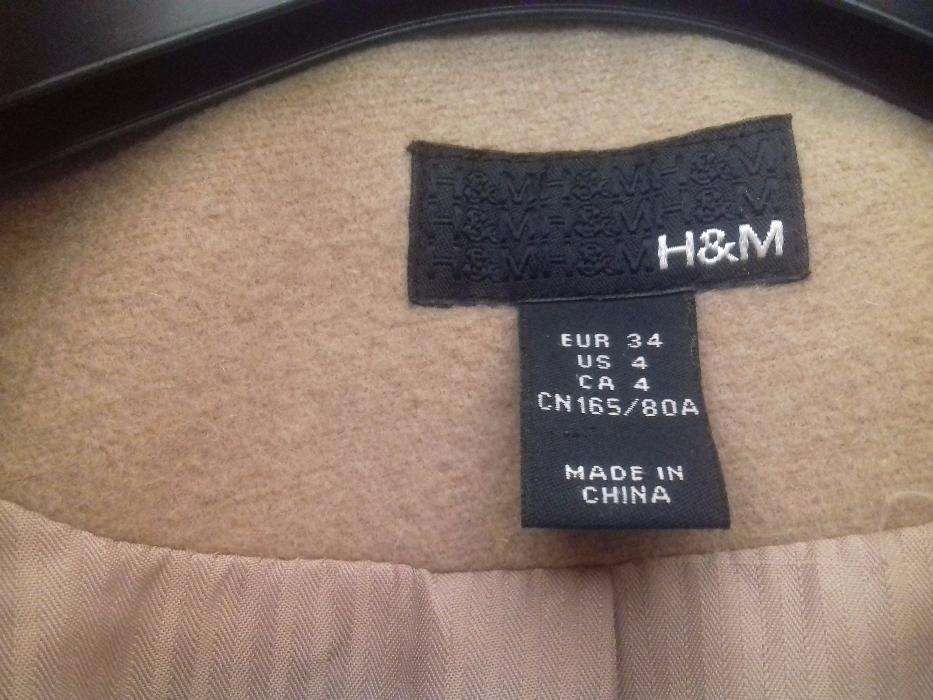 H&M H&M H&M
H&M H&M H&M
H&M H&M H&M
EUR 34
US 4
CA 4
CN165/80A
MADE IN
CHINA